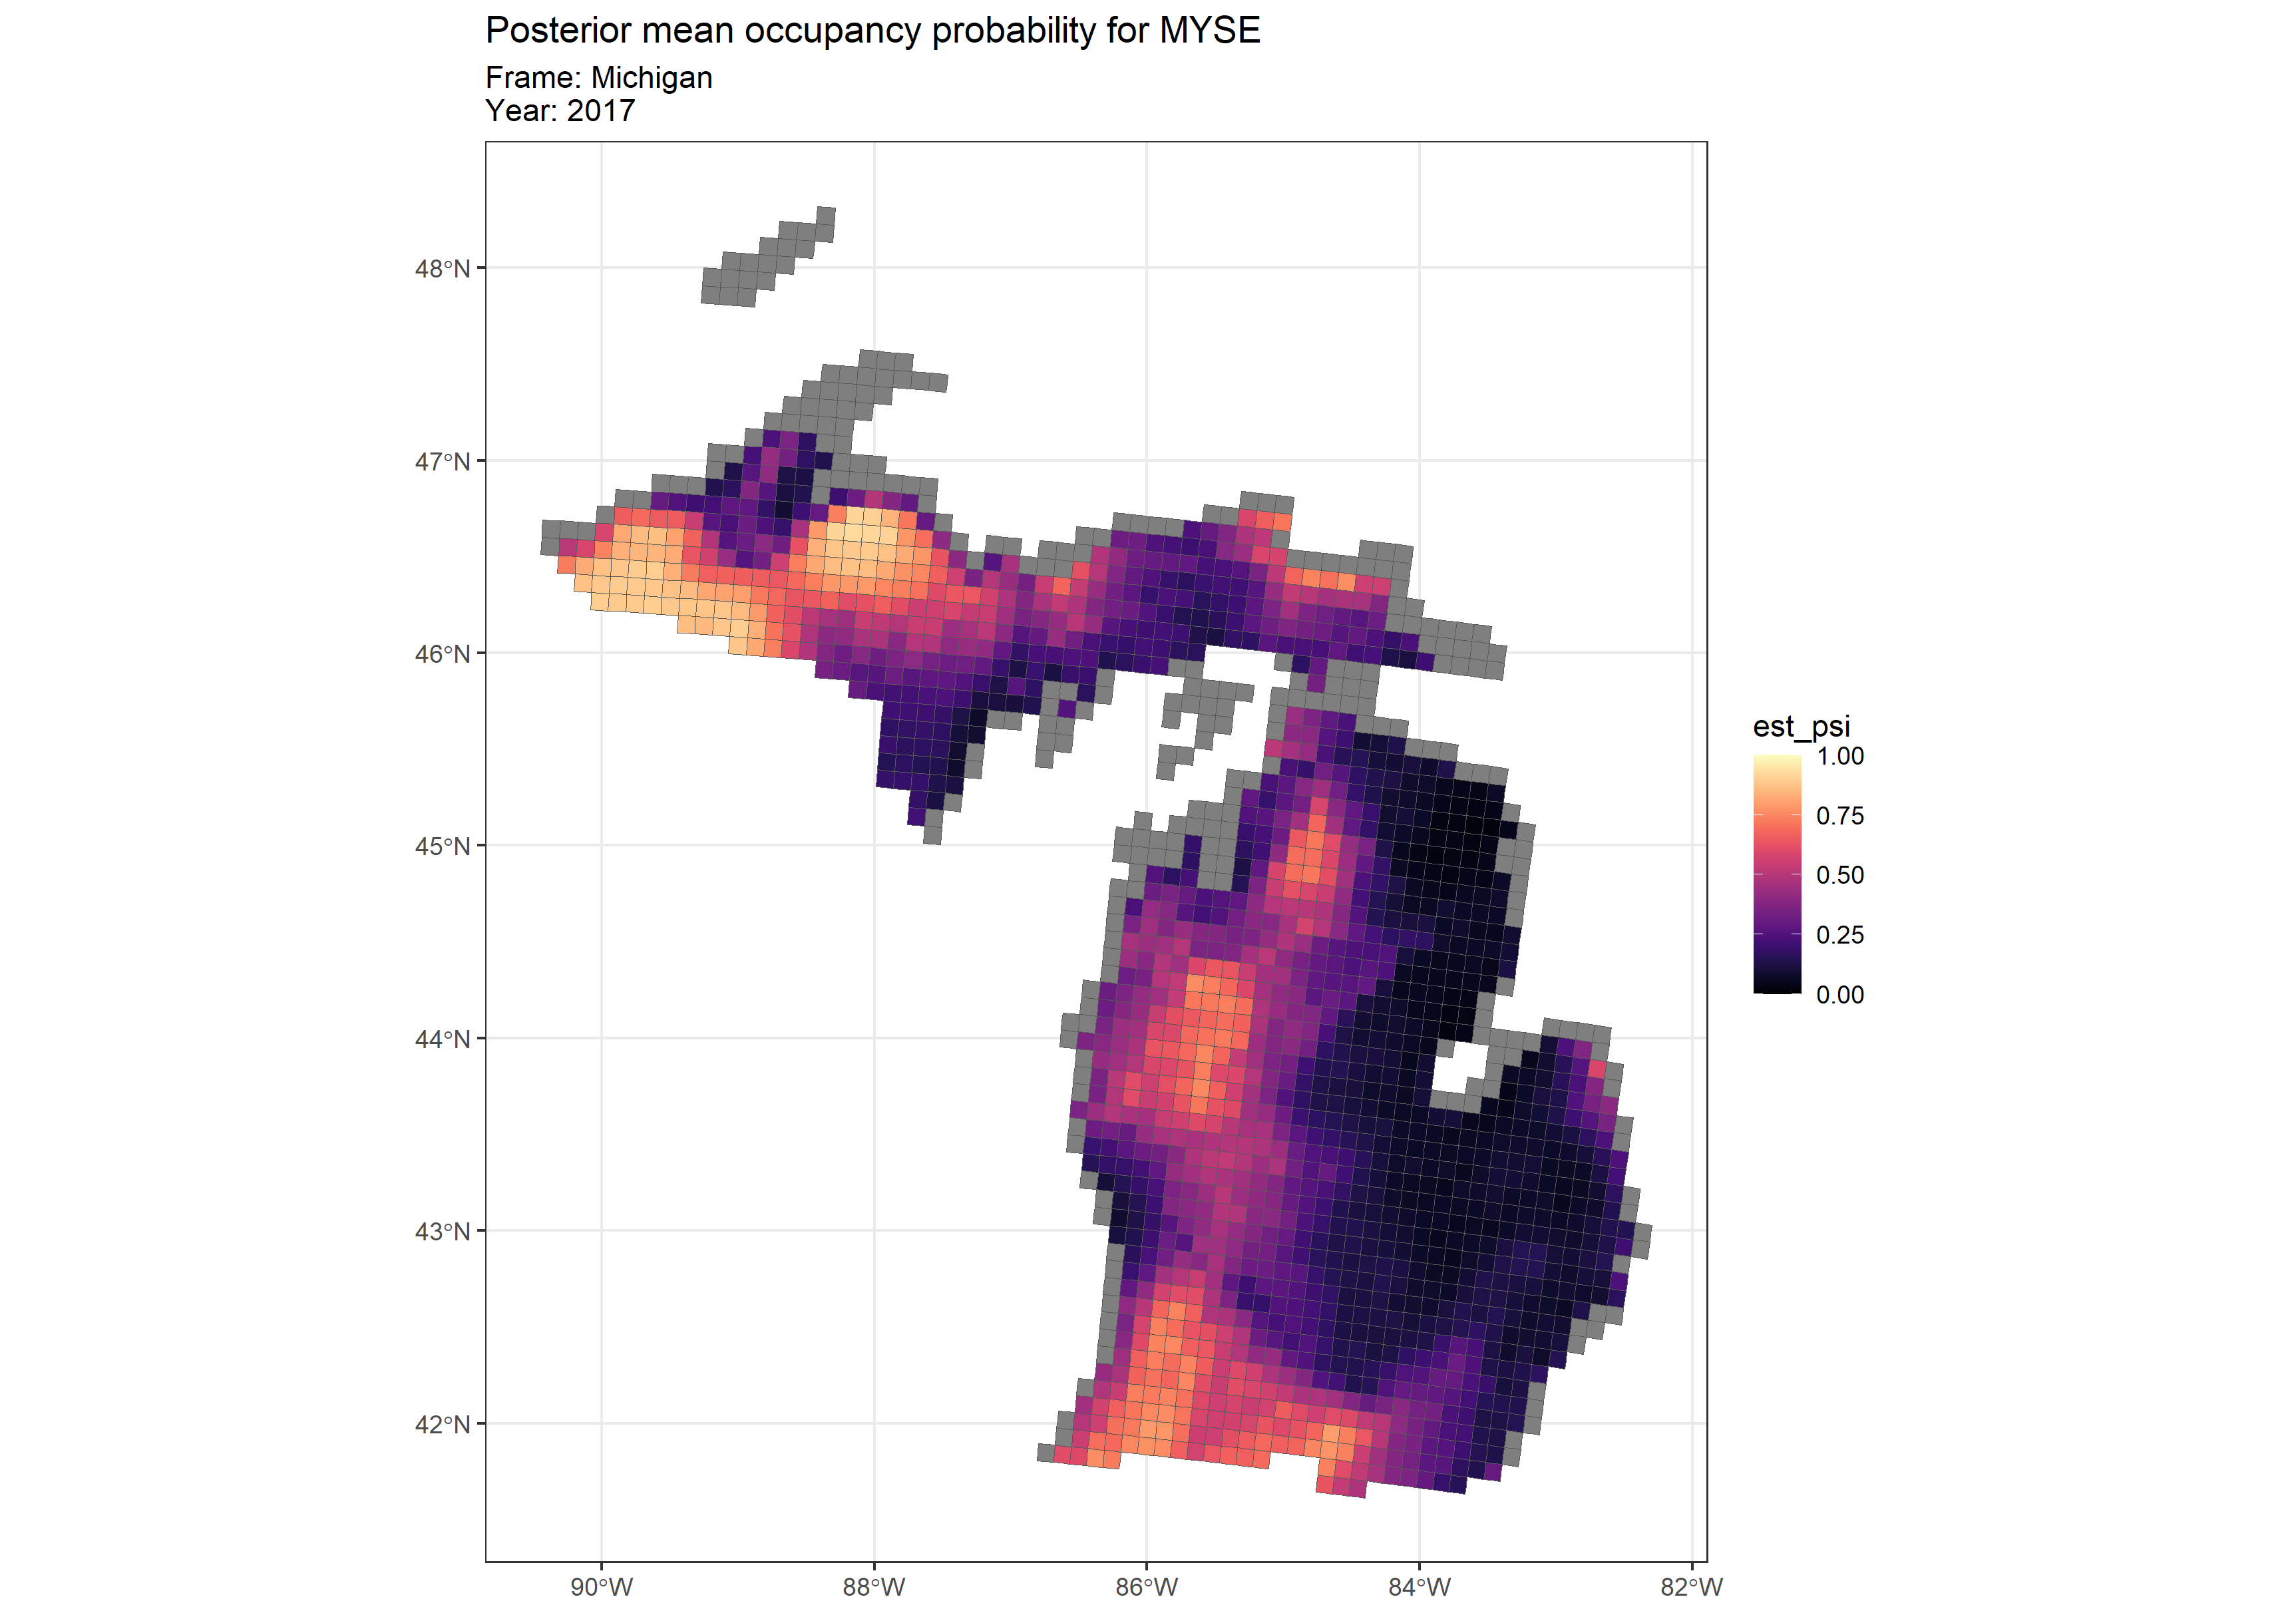 Posterior mean occupancy probability for MYSE
Frame: Michigan
Year: 2017
48°N
47°N
46°N
45°N
44°N
43°N
42°N
90°W
88°W
86°W
84°W
82°W
est_psi
1.00
0.75
0.50
0.25
0.00